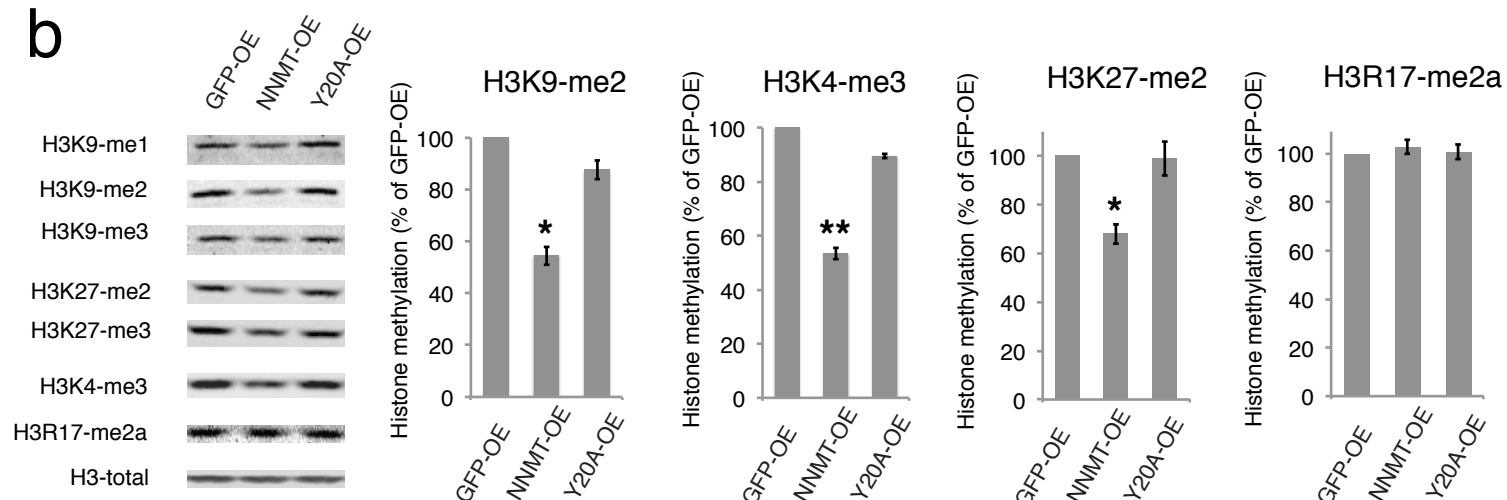 b
GFP-OE
NNMT-OE
Y20A-OE
H3K9-me1
H3K9-me2
H3K9-me3
H3K27-me2
H3K27-me3
H3K4-me3
H3R17-me2a
H3-total
H3K9-me2
Histone methylation (% of GFP-OE)
100
80
60
40
20
0
*
GFP-OE
NNMT-OE
Y20A-OE
H3K4-me3
Histone methylation (% of GFP-OE)
100
80
60
40
20
0
**
GFP-OE
NNMT-OE
Y20A-OE
H3K27-me2
Histone methylation (% of GFP-OE)
100
80
60
40
20
0
*
GFP-OE
NNMT-OE
Y20A-OE
H3R17-me2a
Histone methylation (% of GFP-OE)
100
80
60
40
20
0
GFP-OE
NNMT-OE
Y20A-OE